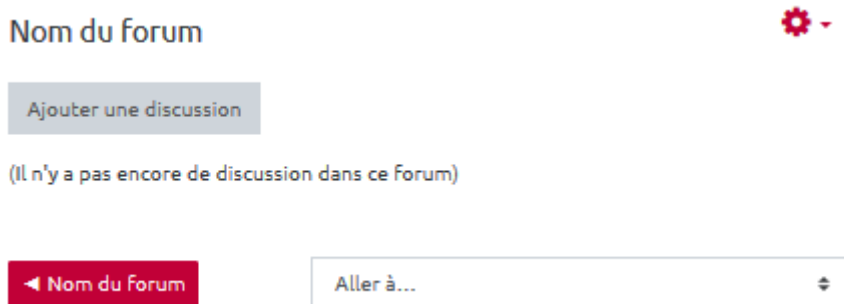 Nom du forum
Ajouter une discussion
(Il n'y a pas encore de discussion dans ce forum)
◄ Nom du forum
Aller à...